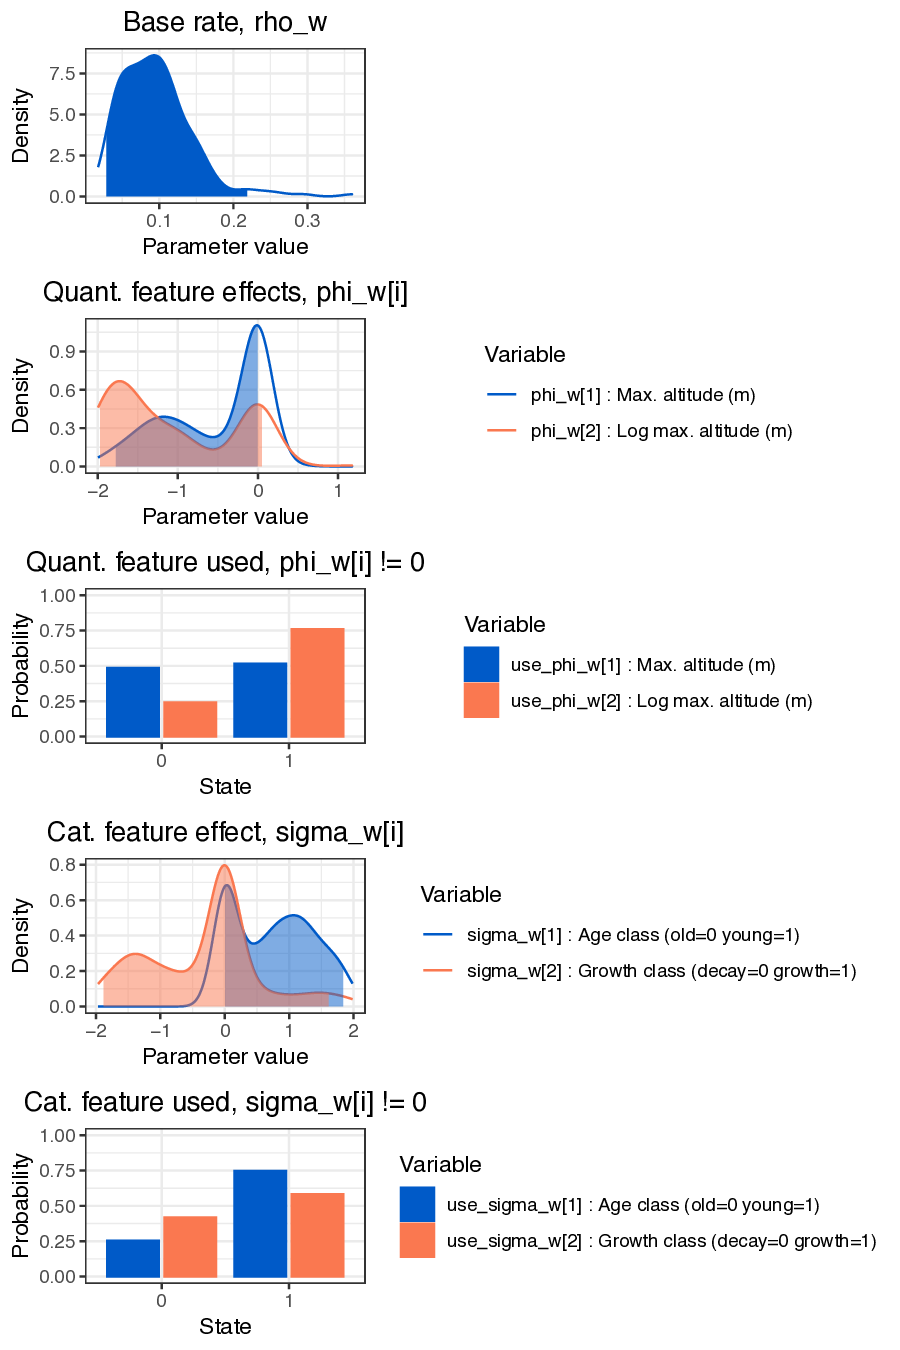 Base rate, rho_w
Density
7.5
5.0
2.5
0.0
0.1 0.2 0.3
Parameter value
Quant. feature effects, phi_w[i]
Density
0.9
0.6
0.3
0.0
−2 −1 0 1
Parameter value
Variable
phi_w[1] : Max. altitude (m)
phi_w[2] : Log max. altitude (m)
Quant. feature used, phi_w[i] != 0
Probability
1.00
0.75
0.50
0.25
0.00
0 1
State
Variable
use_phi_w[1] : Max. altitude (m)
use_phi_w[2] : Log max. altitude (m)
Cat. feature effect, sigma_w[i]
Density
0.8
0.6
0.4
0.2
0.0
−2 −1 0 1 2
Parameter value
Variable
sigma_w[1] : Age class (old=0 young=1)
sigma_w[2] : Growth class (decay=0 growth=1)
Cat. feature used, sigma_w[i] != 0
Probability
1.00
0.75
0.50
0.25
0.00
0 1
State
Variable
use_sigma_w[1] : Age class (old=0 young=1)
use_sigma_w[2] : Growth class (decay=0 growth=1)